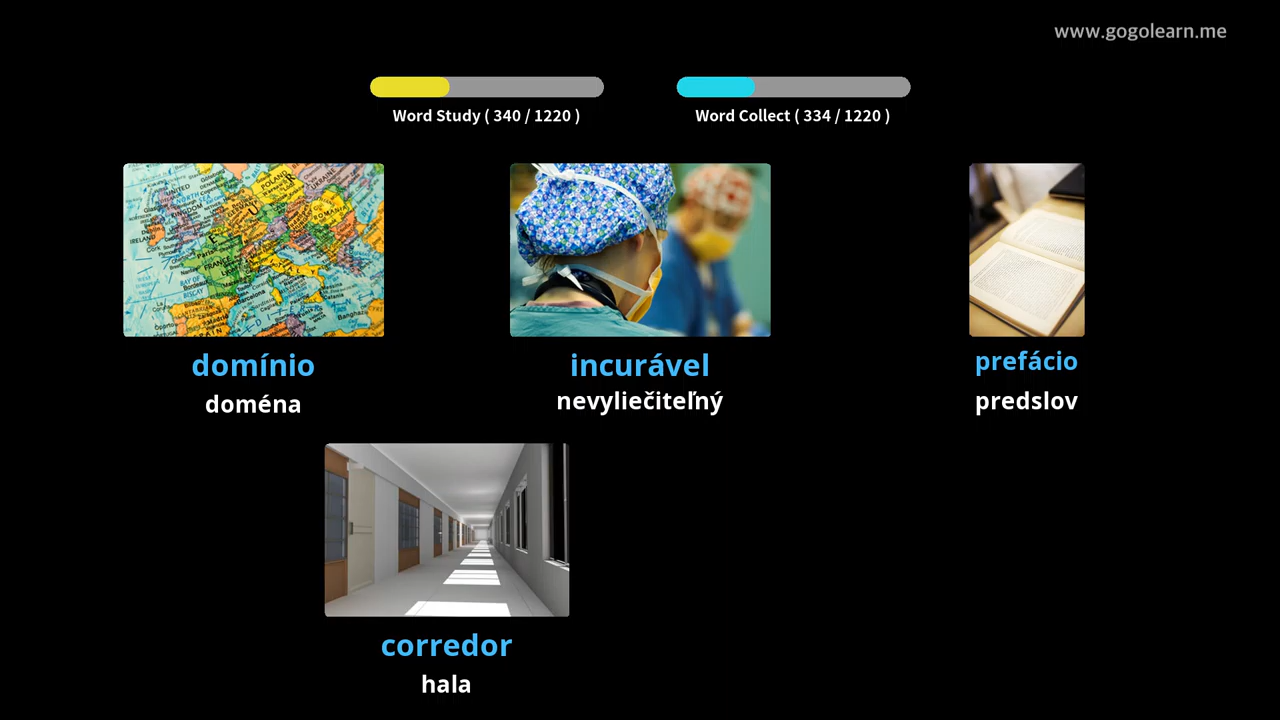 www.gogolearn.me
Word Study ( 340 / 1220 )
Word Collect ( 334 / 1220 )
domínio
doména
incurável
nevyliečiteľný
prefácio
predslov
corredor
hala